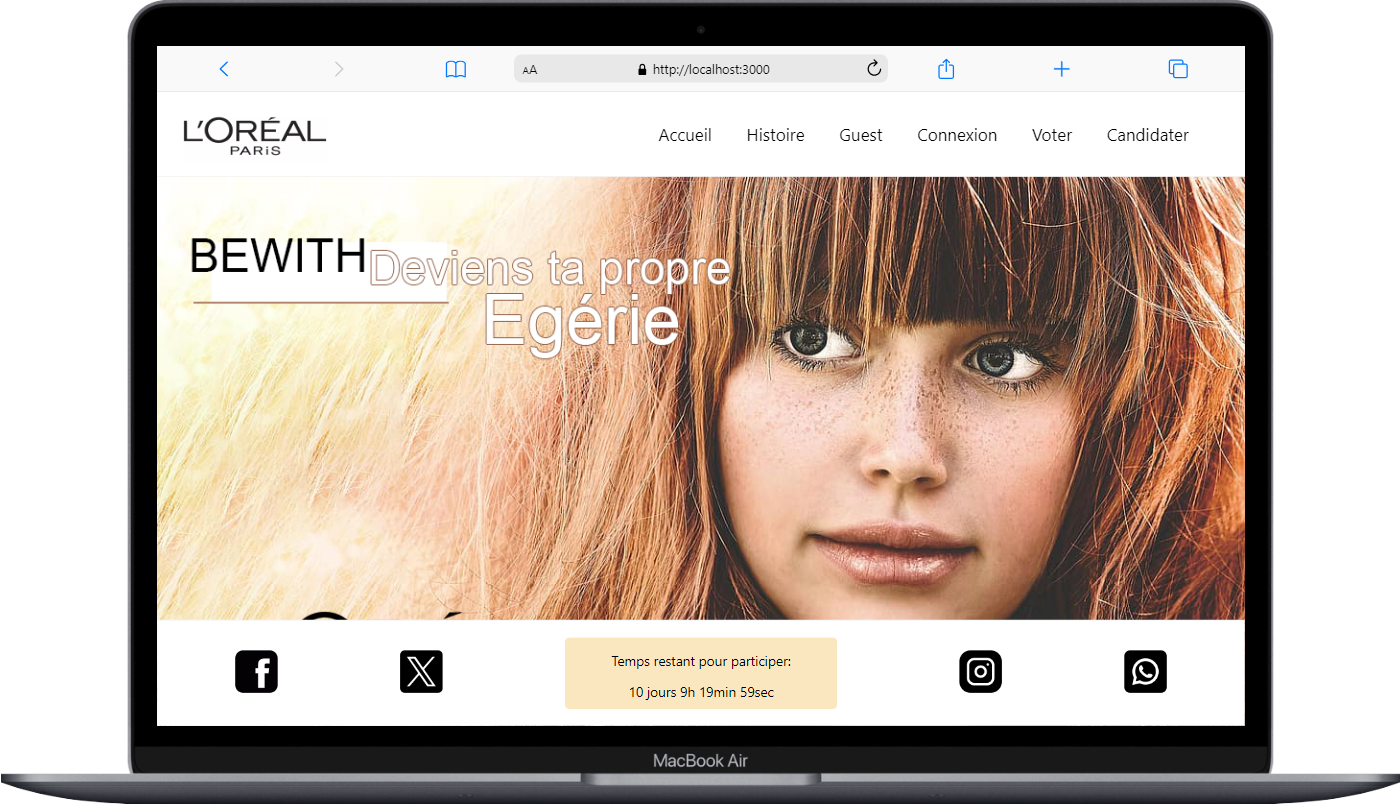 AA http://localhost:3000
L'ORÉAL
PARiS
Accueil Histoire Guest Connexion Voter Candidater
BEWITH
Deviens ta propre
Egérie
Temps restant pour participer:
10 jours 9h 19min 59sec
MacBook Air